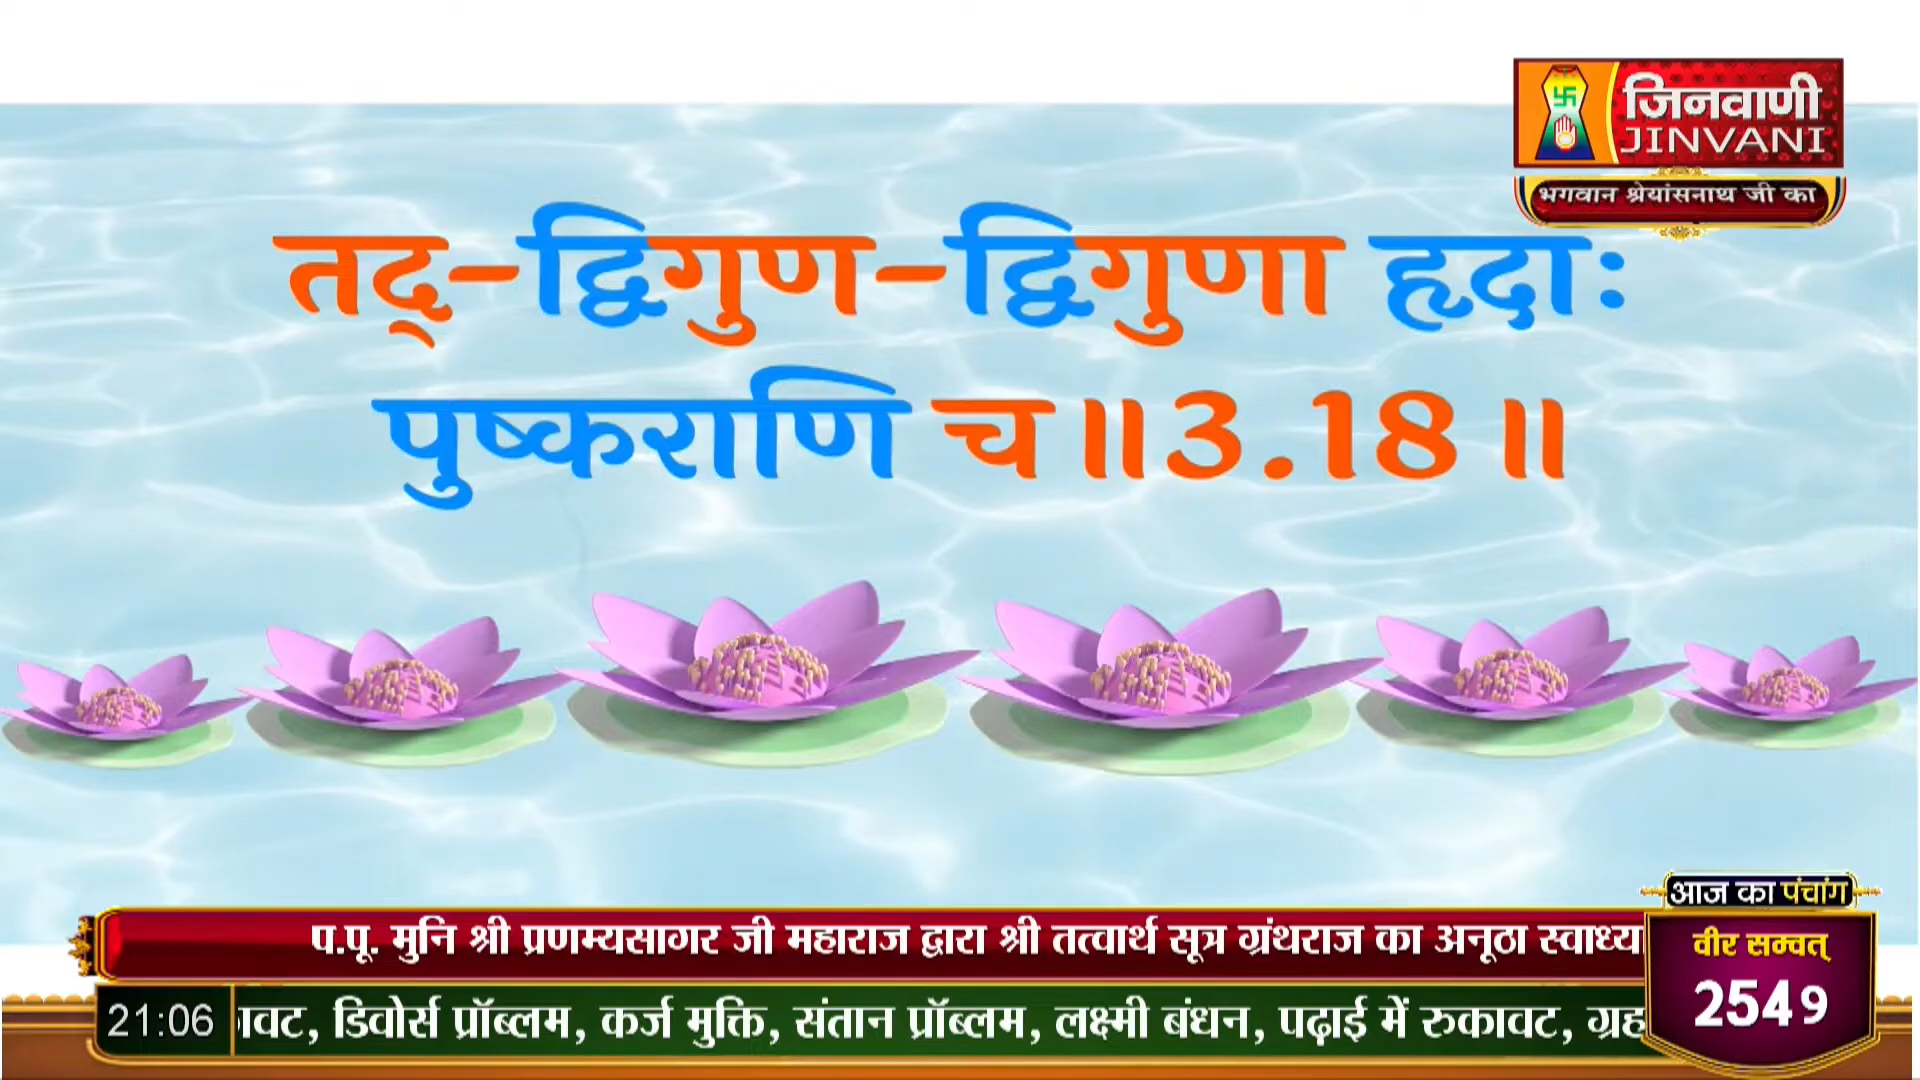 जिनवाणी
JINVANI
भगवान श्रेयांसनाथ जी का
तद्-द्विगुण-द्विगुणा हृदाः
पुष्कराणि च॥3.18॥
आज का पंचांग
प.पू. मुनि श्री प्रणम्यसागर जी महाराज द्वारा श्री तत्वार्थ सूत्र ग्रंथराज का अनूठा स्वाध्या
वीर सम्वत्
2549
21:06
ावट, डिवोर्स प्रॉब्लम, कर्ज मुक्ति, संतान प्रॉब्लम, लक्ष्मी बंधन, पढ़ाई में रुकावट, ग्रह